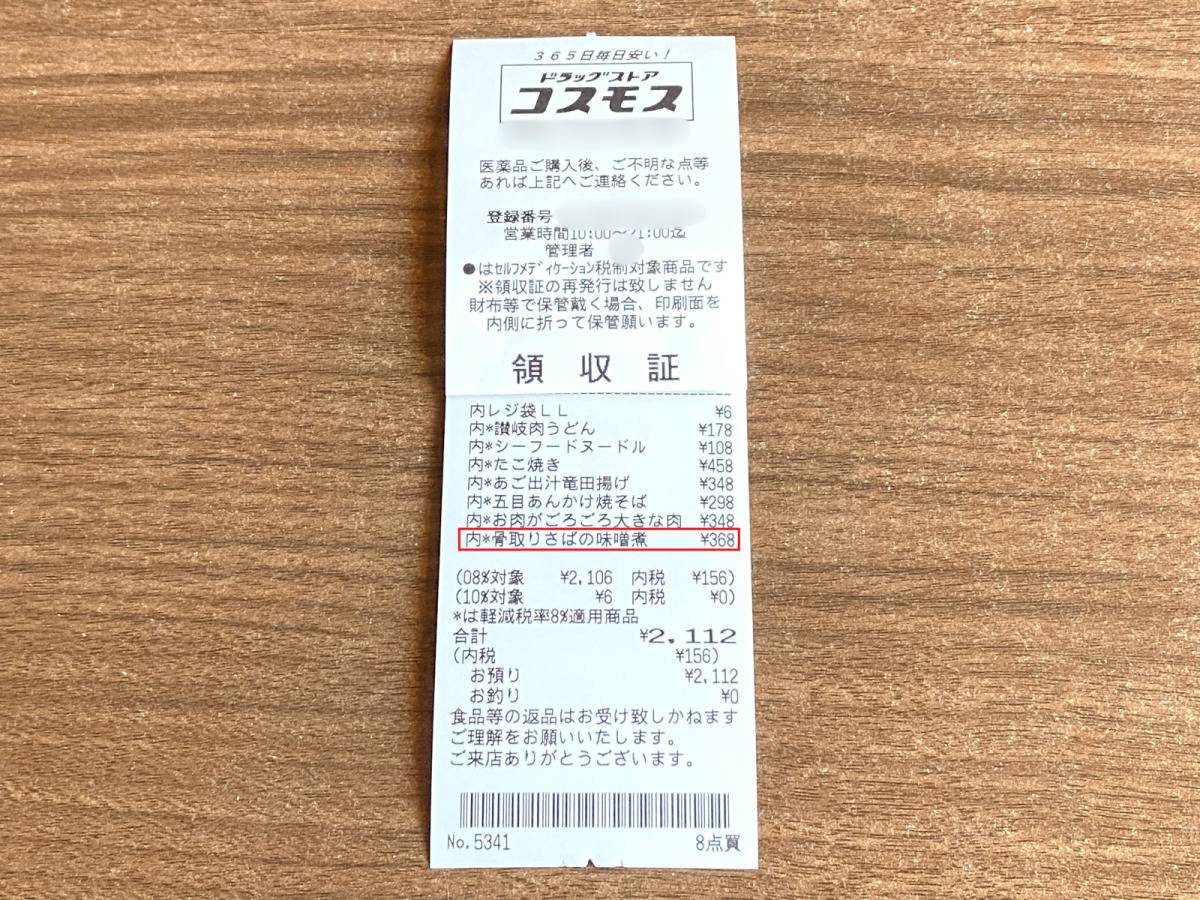 365日毎日安い!
ドラッグストア
コスモス
医薬品ご購入後、ご不明な点等
あれば上記へご連絡ください。
登録番号
営業時間10:00~21:00迄
管理者
●はセルフメディケーション税制対象商品です
※領収証の再発行は致しません
財布等で保管戴く場合、印刷面を
内側に折って保管願います。
領収証
内レジ袋LL ¥6
内*讃岐肉うどん ¥178
内*シーフードヌードル ¥108
内*たこ焼き ¥458
内*あご出汁竜田揚げ ¥348
内*五目あんかけ焼そば ¥298
内*お肉がごろごろ大きな肉 ¥348
内*骨取りさばの味噌煮 ¥368
(08%対象 ¥2,106 内税 ¥156)
(10%対象 ¥6 内税 ¥0)
*は軽減税率8%適用商品
合計 ¥2,112
(内税 ¥156)
お預り ¥2,112
お釣り ¥0
食品等の返品はお受け致しかねます
ご理解をお願いいたします。
ご来店ありがとうございます。
No.5341 8点買